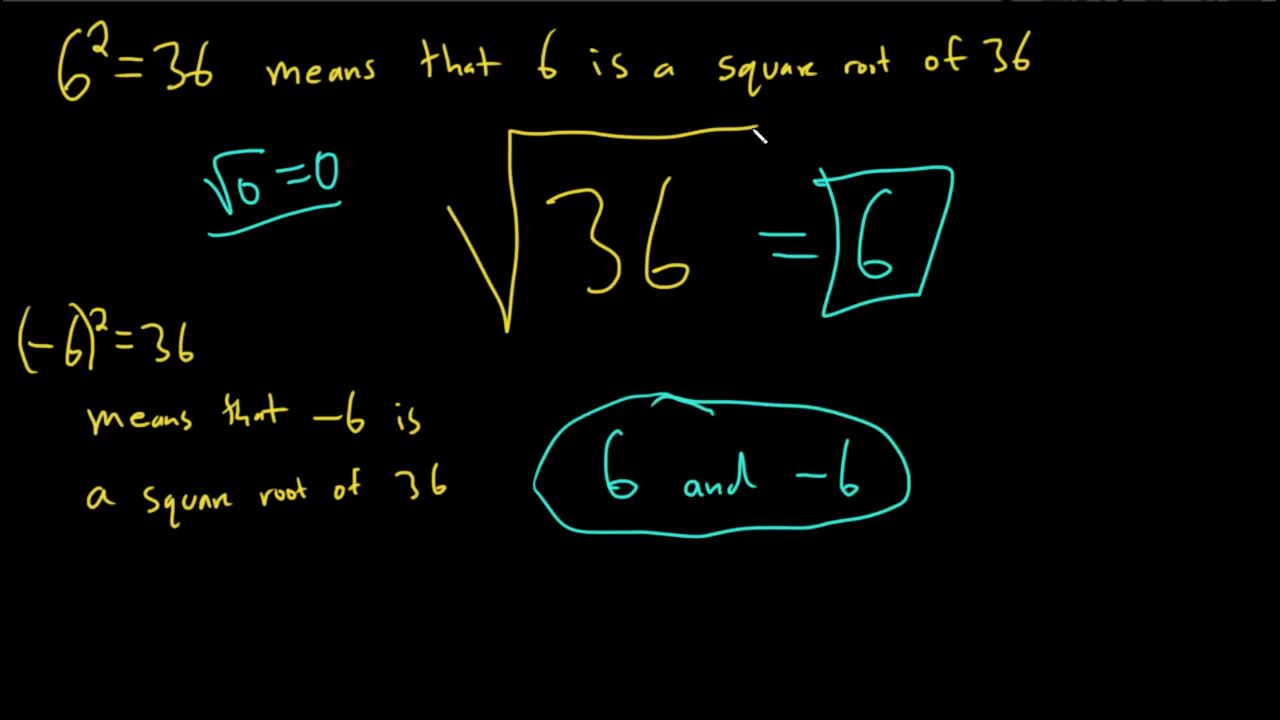 6² = 36 means that 6 is a square root of 36
√0 = 0
√36 = 6
(-6)² = 36
means that -6 is
a square root of 36
6 and -6